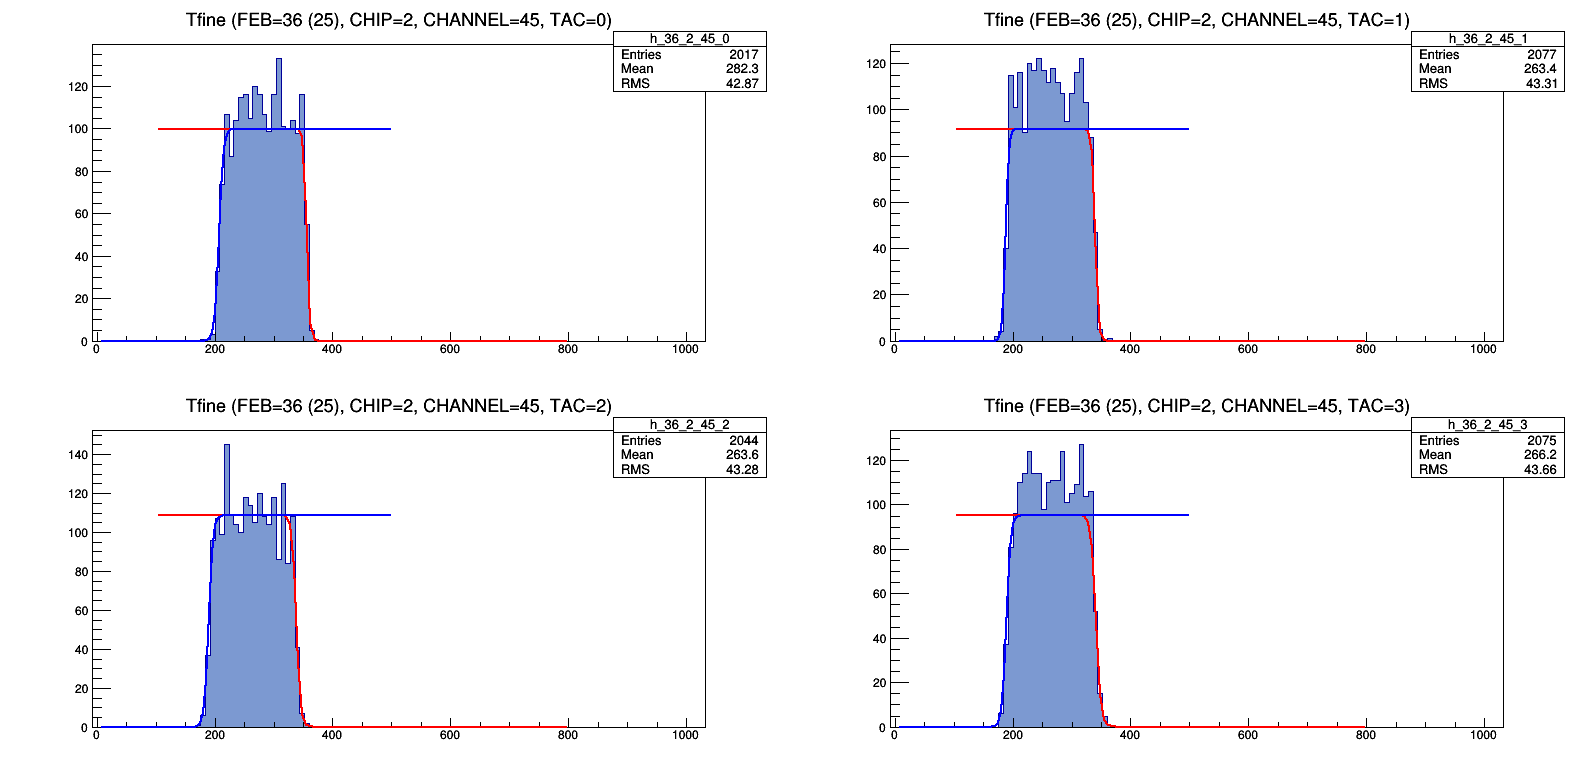 Tfine (FEB=36 (25), CHIP=2, CHANNEL=45, TAC=0)
h_36_2_45_0
Entries 2017
Mean 282.3
RMS 42.87
120
100
80
60
40
20
0
0 200 400 600 800 1000
Tfine (FEB=36 (25), CHIP=2, CHANNEL=45, TAC=1)
h_36_2_45_1
Entries 2077
Mean 263.4
RMS 43.31
120
100
80
60
40
20
0
0 200 400 600 800 1000
Tfine (FEB=36 (25), CHIP=2, CHANNEL=45, TAC=2)
h_36_2_45_2
Entries 2044
Mean 263.6
RMS 43.28
140
120
100
80
60
40
20
0
0 200 400 600 800 1000
Tfine (FEB=36 (25), CHIP=2, CHANNEL=45, TAC=3)
h_36_2_45_3
Entries 2075
Mean 266.2
RMS 43.66
120
100
80
60
40
20
0
0 200 400 600 800 1000